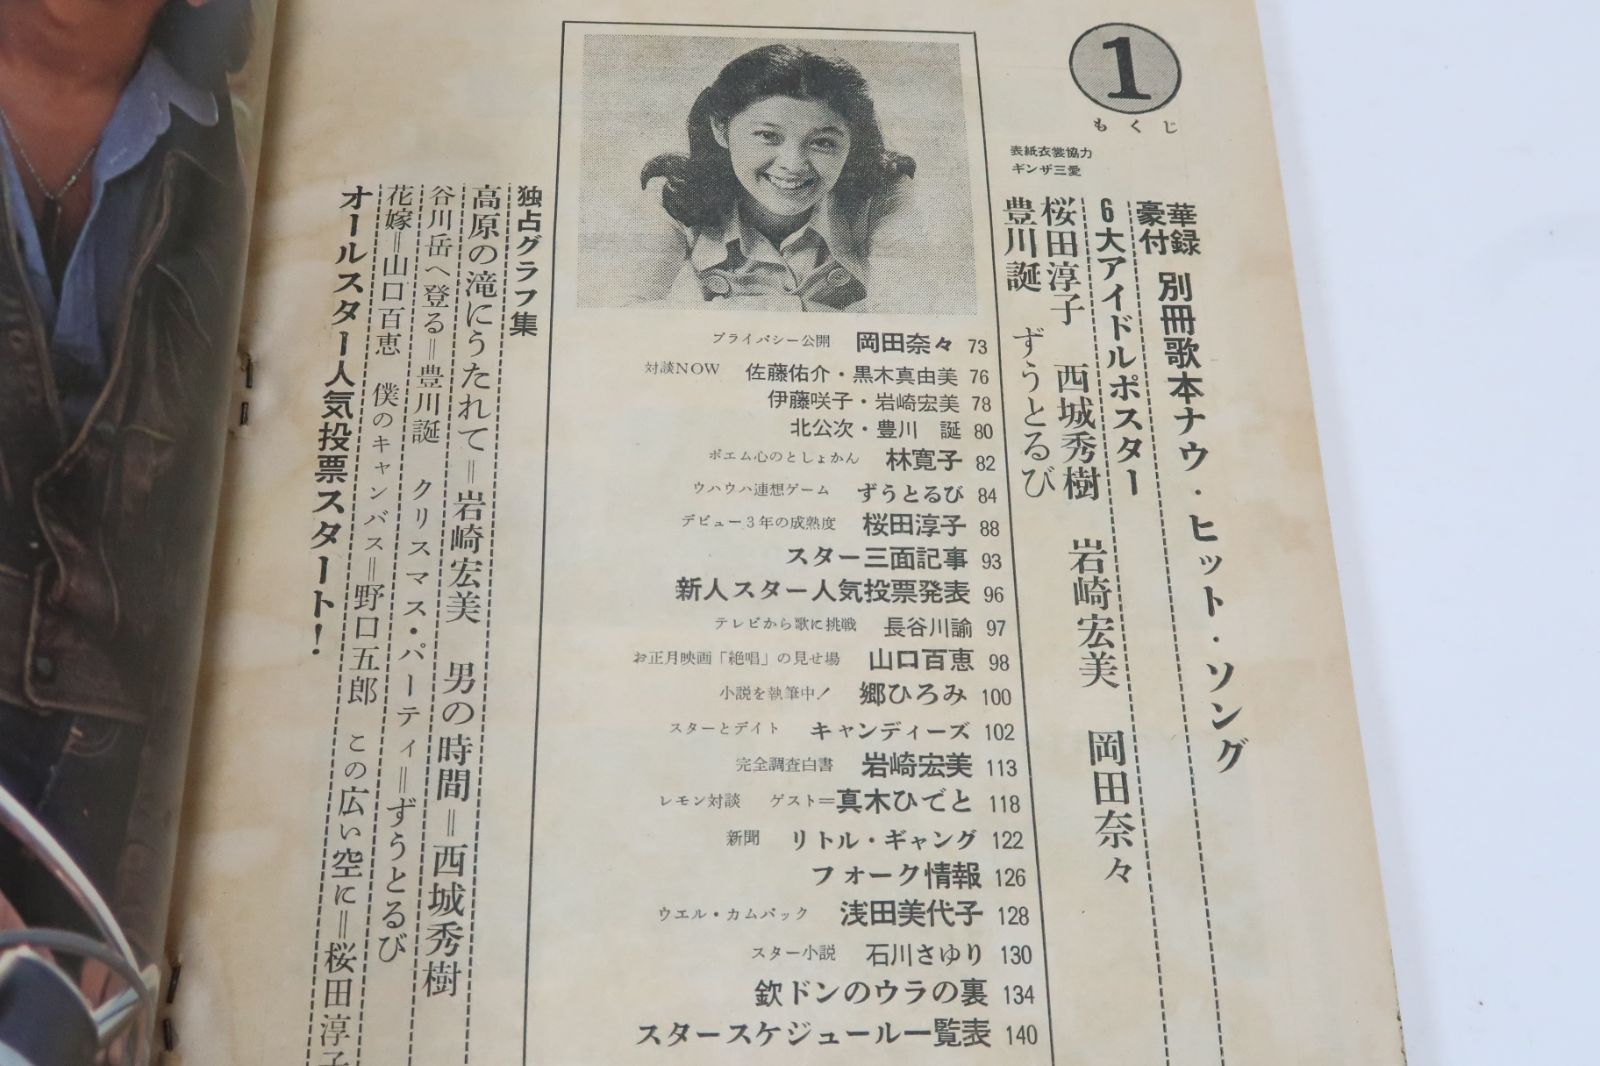 1
もくじ
表紙衣裳協力
ギンザ三愛
豪華付録 別冊歌本ナウ・ヒット・ソング
6大アイドルポスター
桜田淳子 西城秀樹 岩崎宏美 岡田奈々
豊川誕 ずうとるび
プライバシー公開 岡田奈々 73
対談NOW 佐藤佑介・黒木真由美 76
伊藤咲子・岩崎宏美 78
北公次・豊川 誕 80
ポエム心のとしょかん 林寛子 82
ウハウハ連想ゲーム ずうとるび 84
デビュー3年の成熟度 桜田淳子 88
スター三面記事 93
新人スター人気投票発表 96
テレビから歌に挑戦 長谷川諭 97
お正月映画「絶唱」の見せ場 山口百恵 98
小説を執筆中! 郷ひろみ 100
スターとデイト キャンディーズ 102
完全調査白書 岩崎宏美 113
レモン対談 ゲスト=真木ひでと 118
新聞 リトル・ギャング 122
フォーク情報 126
ウエル・カムバック 浅田美代子 128
スター小説 石川さゆり 130
欽ドンのウラの裏 134
スタースケジュール一覧表 140
独占グラフ集
高原の滝にうたれて=岩崎宏美 男の時間=西城秀樹
谷川岳へ登る=豊川誕 クリスマス・パーティ=ずうとるび
花嫁=山口百恵 僕のキャンバス=野口五郎 この広い空に=桜田淳子
オールスター人気投票スタート!